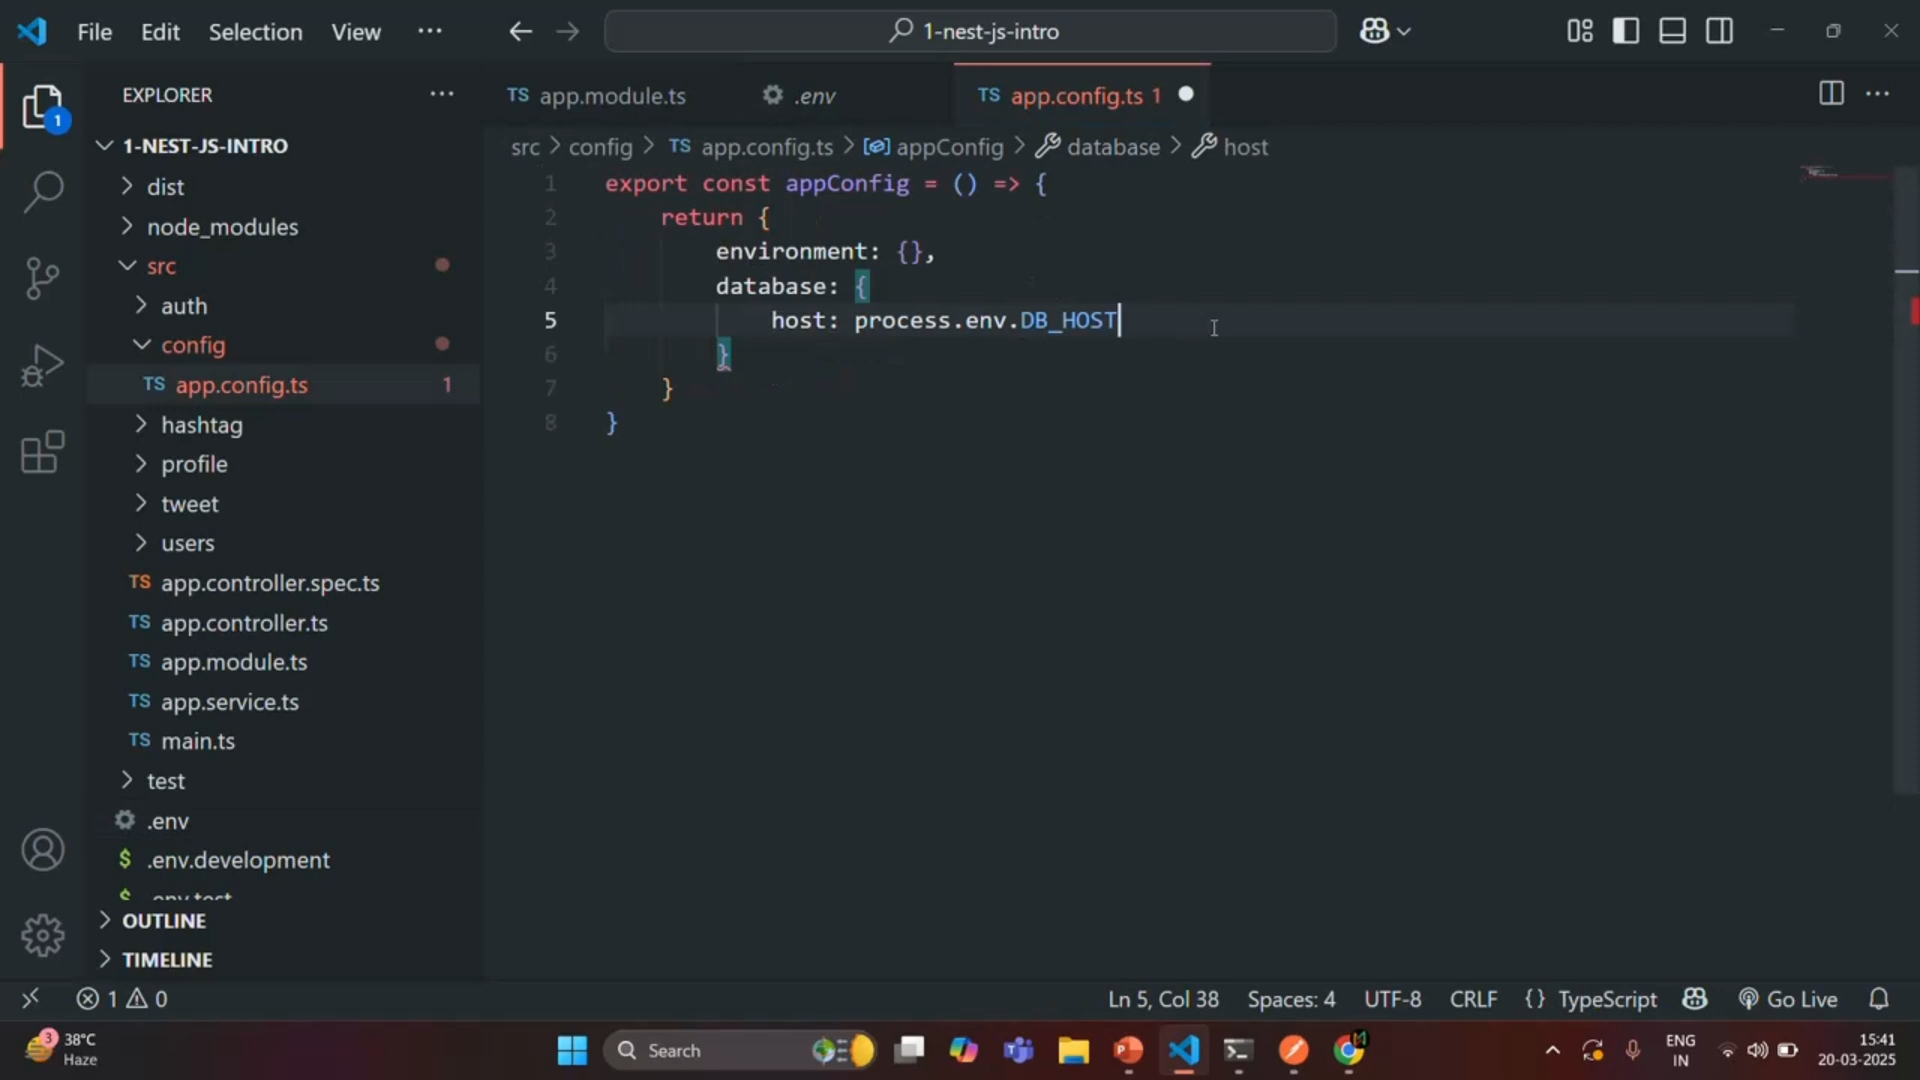 File Edit Selection View ... 1-nest-js-intro
EXPLORER ...
1-NEST-JS-INTRO
dist
node_modules
src
auth
config
TS app.config.ts 1
hashtag
profile
tweet
users
TS app.controller.spec.ts
TS app.controller.ts
TS app.module.ts
TS app.service.ts
TS main.ts
test
.env
$ .env.development
$ .env.test
OUTLINE
TIMELINE
1
TS app.module.ts .env TS app.config.ts 1
src > config > TS app.config.ts > appConfig > database > host
1 export const appConfig = () => {
2 return {
3 environment: {},
4 database: {
5 host: process.env.DB_HOST
6 }
7 }
8 }
1 0 Ln 5, Col 38 Spaces: 4 UTF-8 CRLF {} TypeScript Go Live
3 38°C
Haze
Search
ENG
IN
15:41
20-03-2025